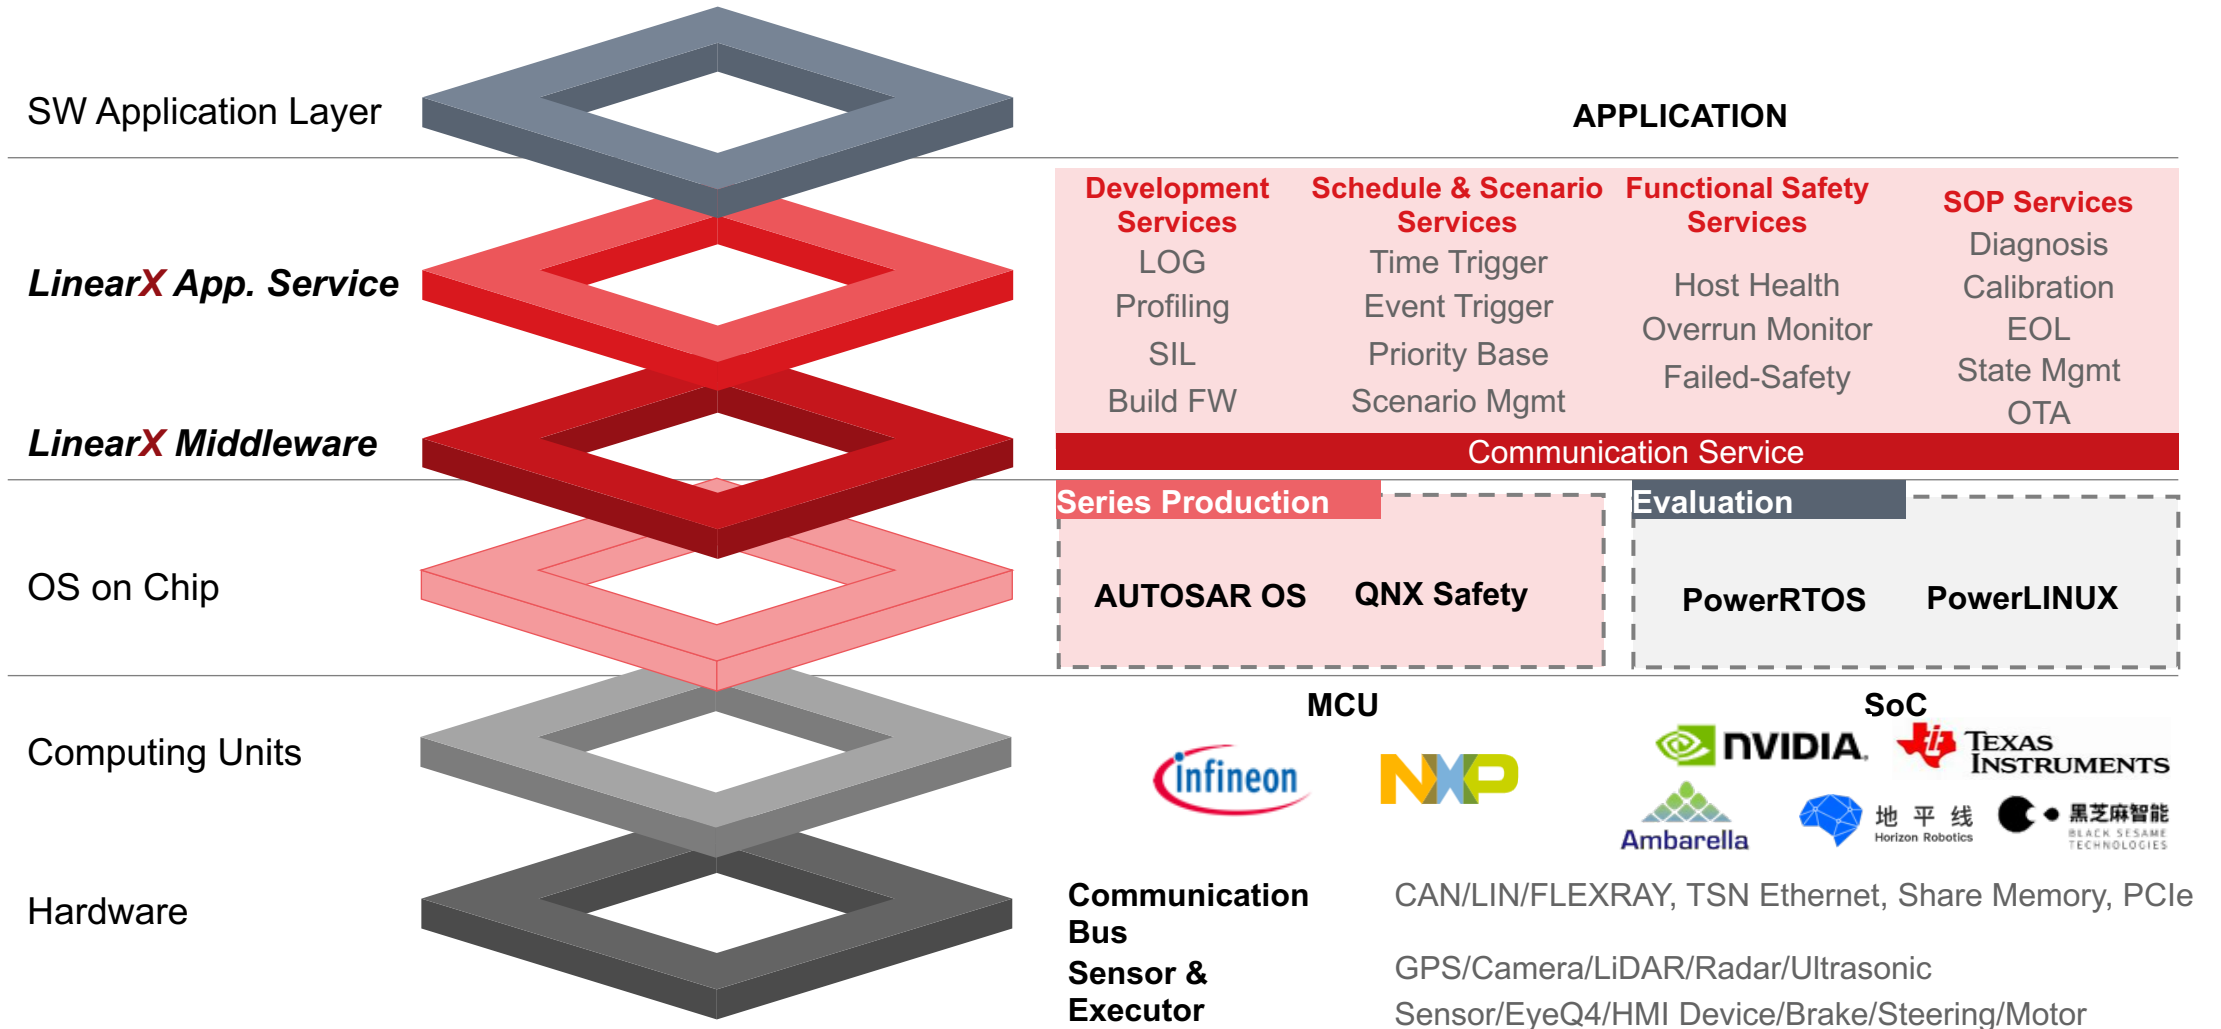 SW Application Layer
APPLICATION
LinearX App. Service
LinearX Middleware
Development
Services
LOG
Profiling
SIL
Build FW
Schedule & Scenario
Services
Time Trigger
Event Trigger
Priority Base
Scenario Mgmt
Functional Safety
Services
Host Health
Overrun Monitor
Failed-Safety
SOP Services
Diagnosis
Calibration
EOL
State Mgmt
OTA
Communication Service
OS on Chip
Series Production
AUTOSAR OS QNX Safety
Evaluation
PowerRTOS PowerLINUX
Computing Units
MCU
infineon NXP
SoC
NVIDIA.
TEXAS
INSTRUMENTS
Ambarella
地平线
Horizon Robotics
黑芝麻智能
BLACK SESAME
TECHNOLOGIES
Hardware
Communication
Bus
CAN/LIN/FLEXRAY, TSN Ethernet, Share Memory, PCIe
Sensor &
Executor
GPS/Camera/LiDAR/Radar/Ultrasonic
Sensor/EyeQ4/HMI Device/Brake/Steering/Motor